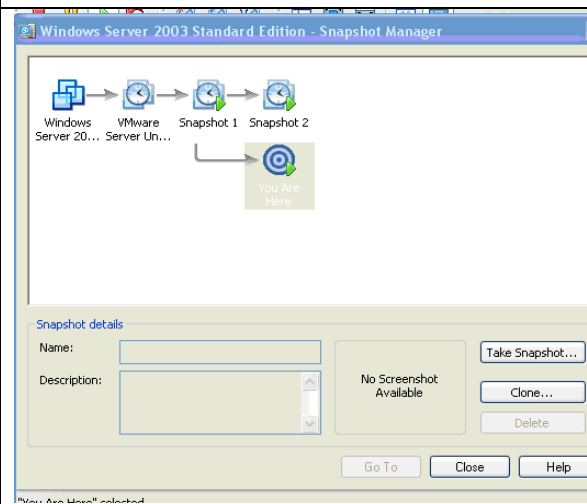 Windows Server 2003 Standard Edition - Snapshot Manager
Windows Server 20...
VMware Server Un...
Snapshot 1
Snapshot 2
You Are Here
Snapshot details
Name:
Description:
No Screenshot Available
Take Snapshot...
Clone...
Delete
Go To
Close
Help
"You Are Here" selected